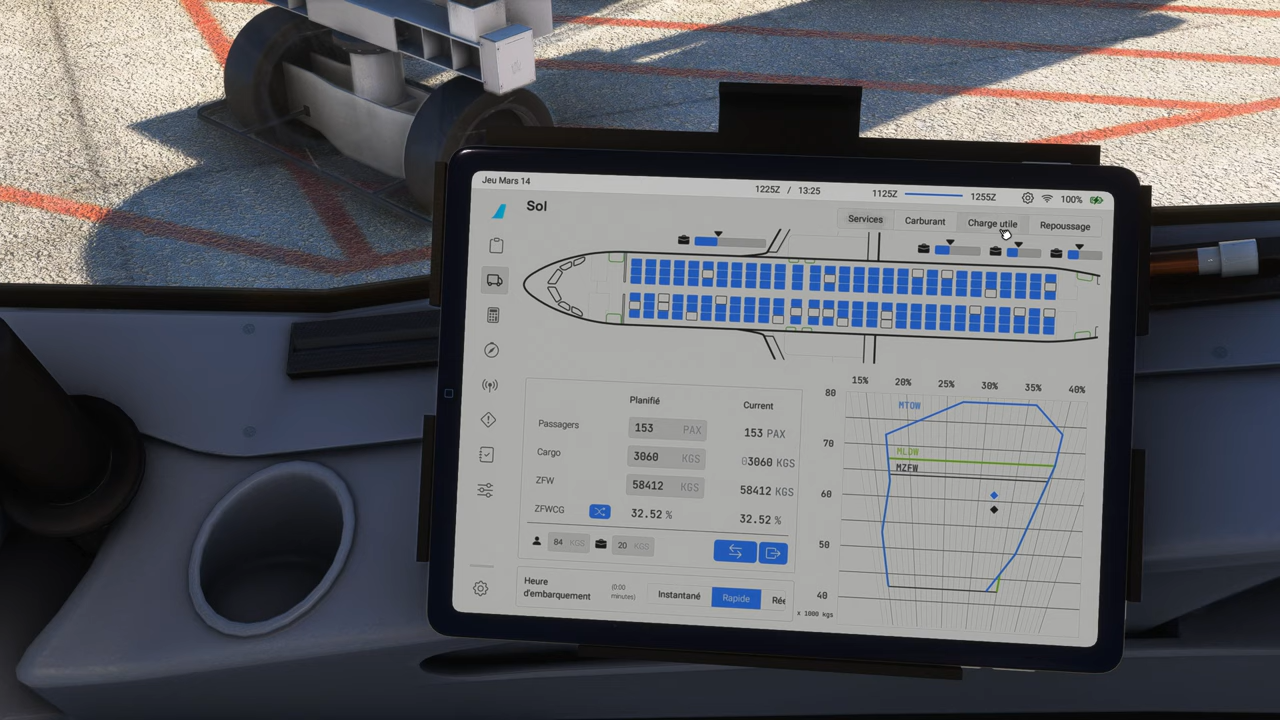 Jeu Mars 14
1225Z / 13:25
1125Z 1255Z
100%
Sol
Services Carburant Charge utile Repoussage
Planifié Current
Passagers 153 PAX 153 PAX
Cargo 3060 KGS 03060 KGS
ZFW 58412 KGS 58412 KGS
ZFWCG 32.52 % 32.52 %
84 KGS 20 KGS
Heure
d'embarquement
(0:00
minutes)
Instantané Rapide Rée
15% 20% 25% 30% 35% 40%
80
70
60
50
40
x 1000 kgs
MTOW
MLDW
MZFW